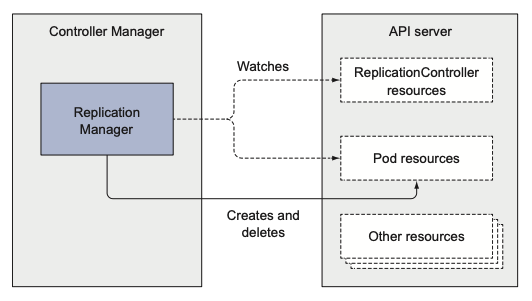 Controller Manager
API server
Watches
ReplicationController
resources
Replication
Manager
Pod resources
Creates and
deletes
Other resources